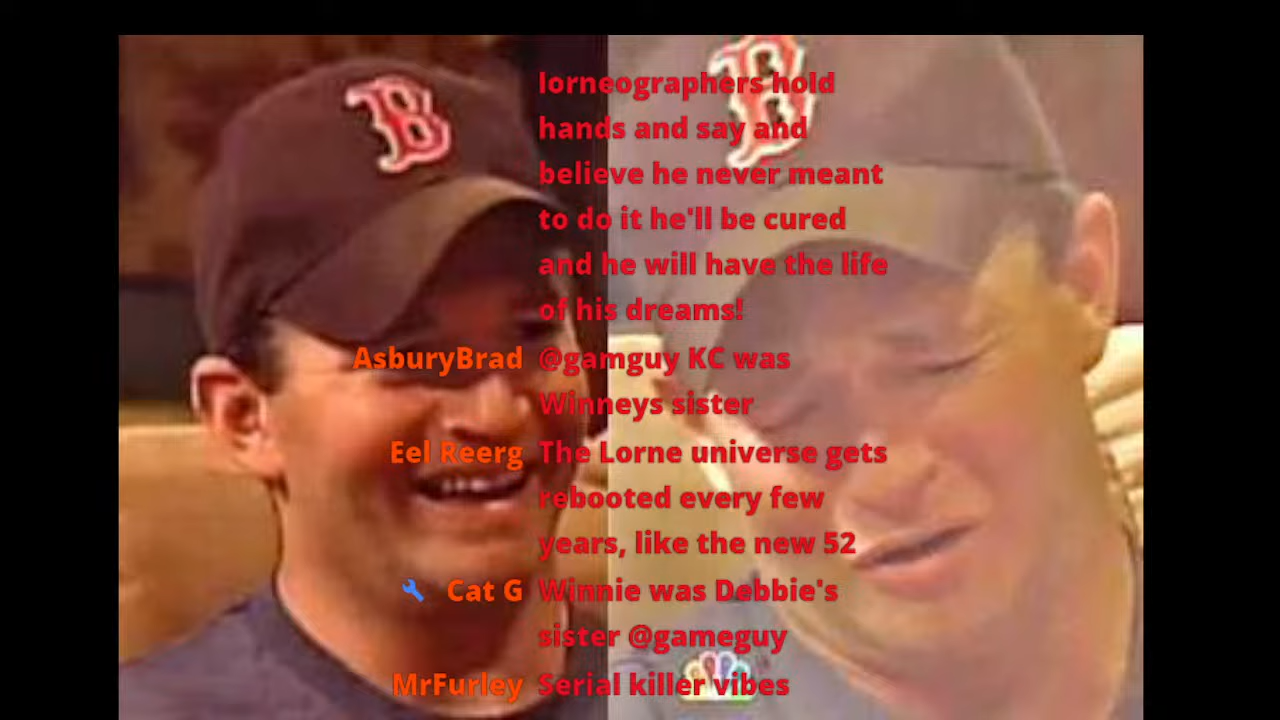 B B
lorneographers hold
hands and say and
believe he never meant
to do it he'll be cured
and he will have the life
of his dreams!
AsburyBrad @gamguy KC was
Winneys sister
Eel Reerg The Lorne universe gets
rebooted every few
years, like the new 52
Cat G Winnie was Debbie's
sister @gameguy
MrFurley Serial killer vibes